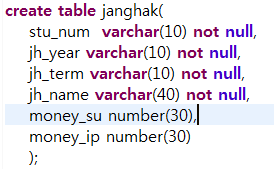 create table janghak(
stu_num varchar(10) not null,
jh_year varchar(10) not null,
jh_term varchar(10) not null,
jh_name varchar(40) not null,
money_su number(30),
money_ip number(30)
);